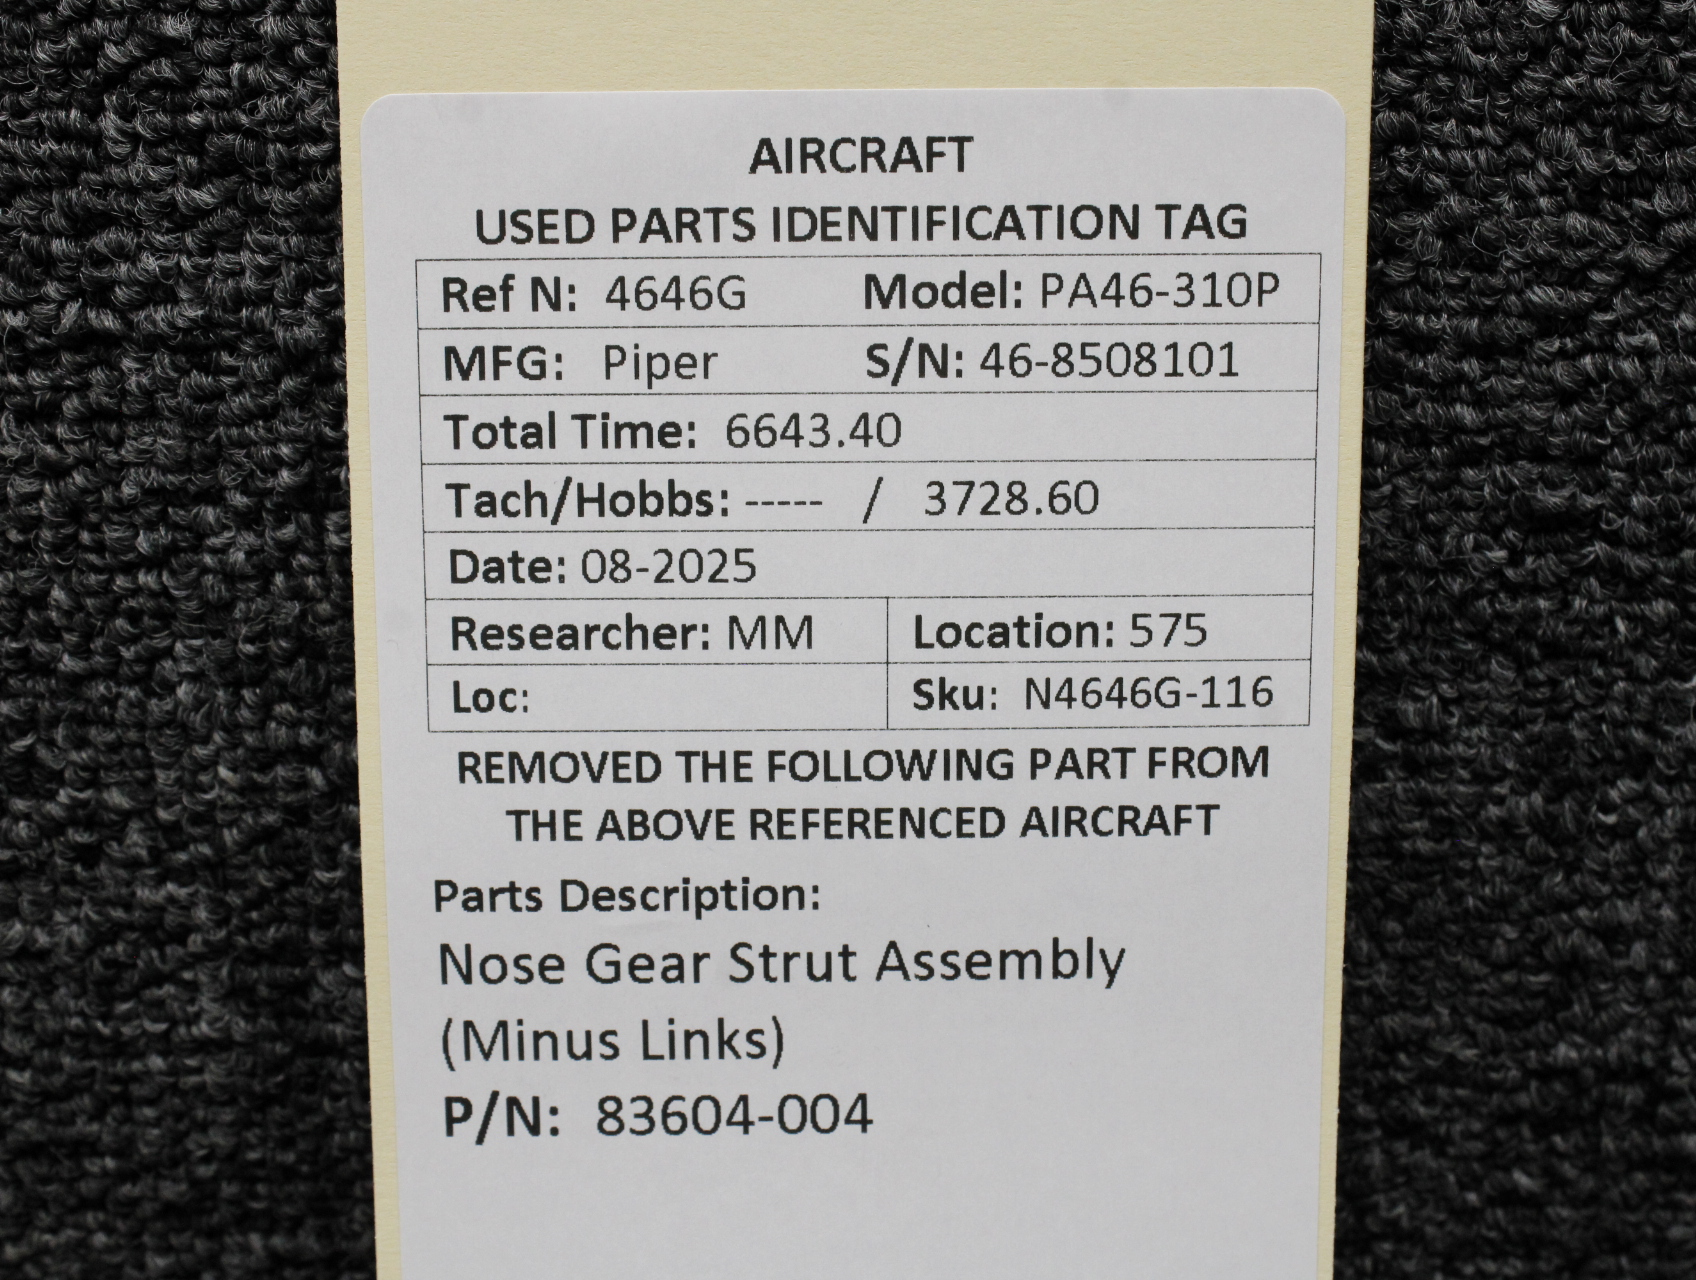 AIRCRAFT
USED PARTS IDENTIFICATION TAG
Ref N: 4646G Model: PA46-310P
MFG: Piper S/N: 46-8508101
Total Time: 6643.40
Tach/Hobbs: ----- / 3728.60
Date: 08-2025
Researcher: MM Location: 575
Loc: Sku: N4646G-116
REMOVED THE FOLLOWING PART FROM
THE ABOVE REFERENCED AIRCRAFT
Parts Description:
Nose Gear Strut Assembly
(Minus Links)
P/N: 83604-004